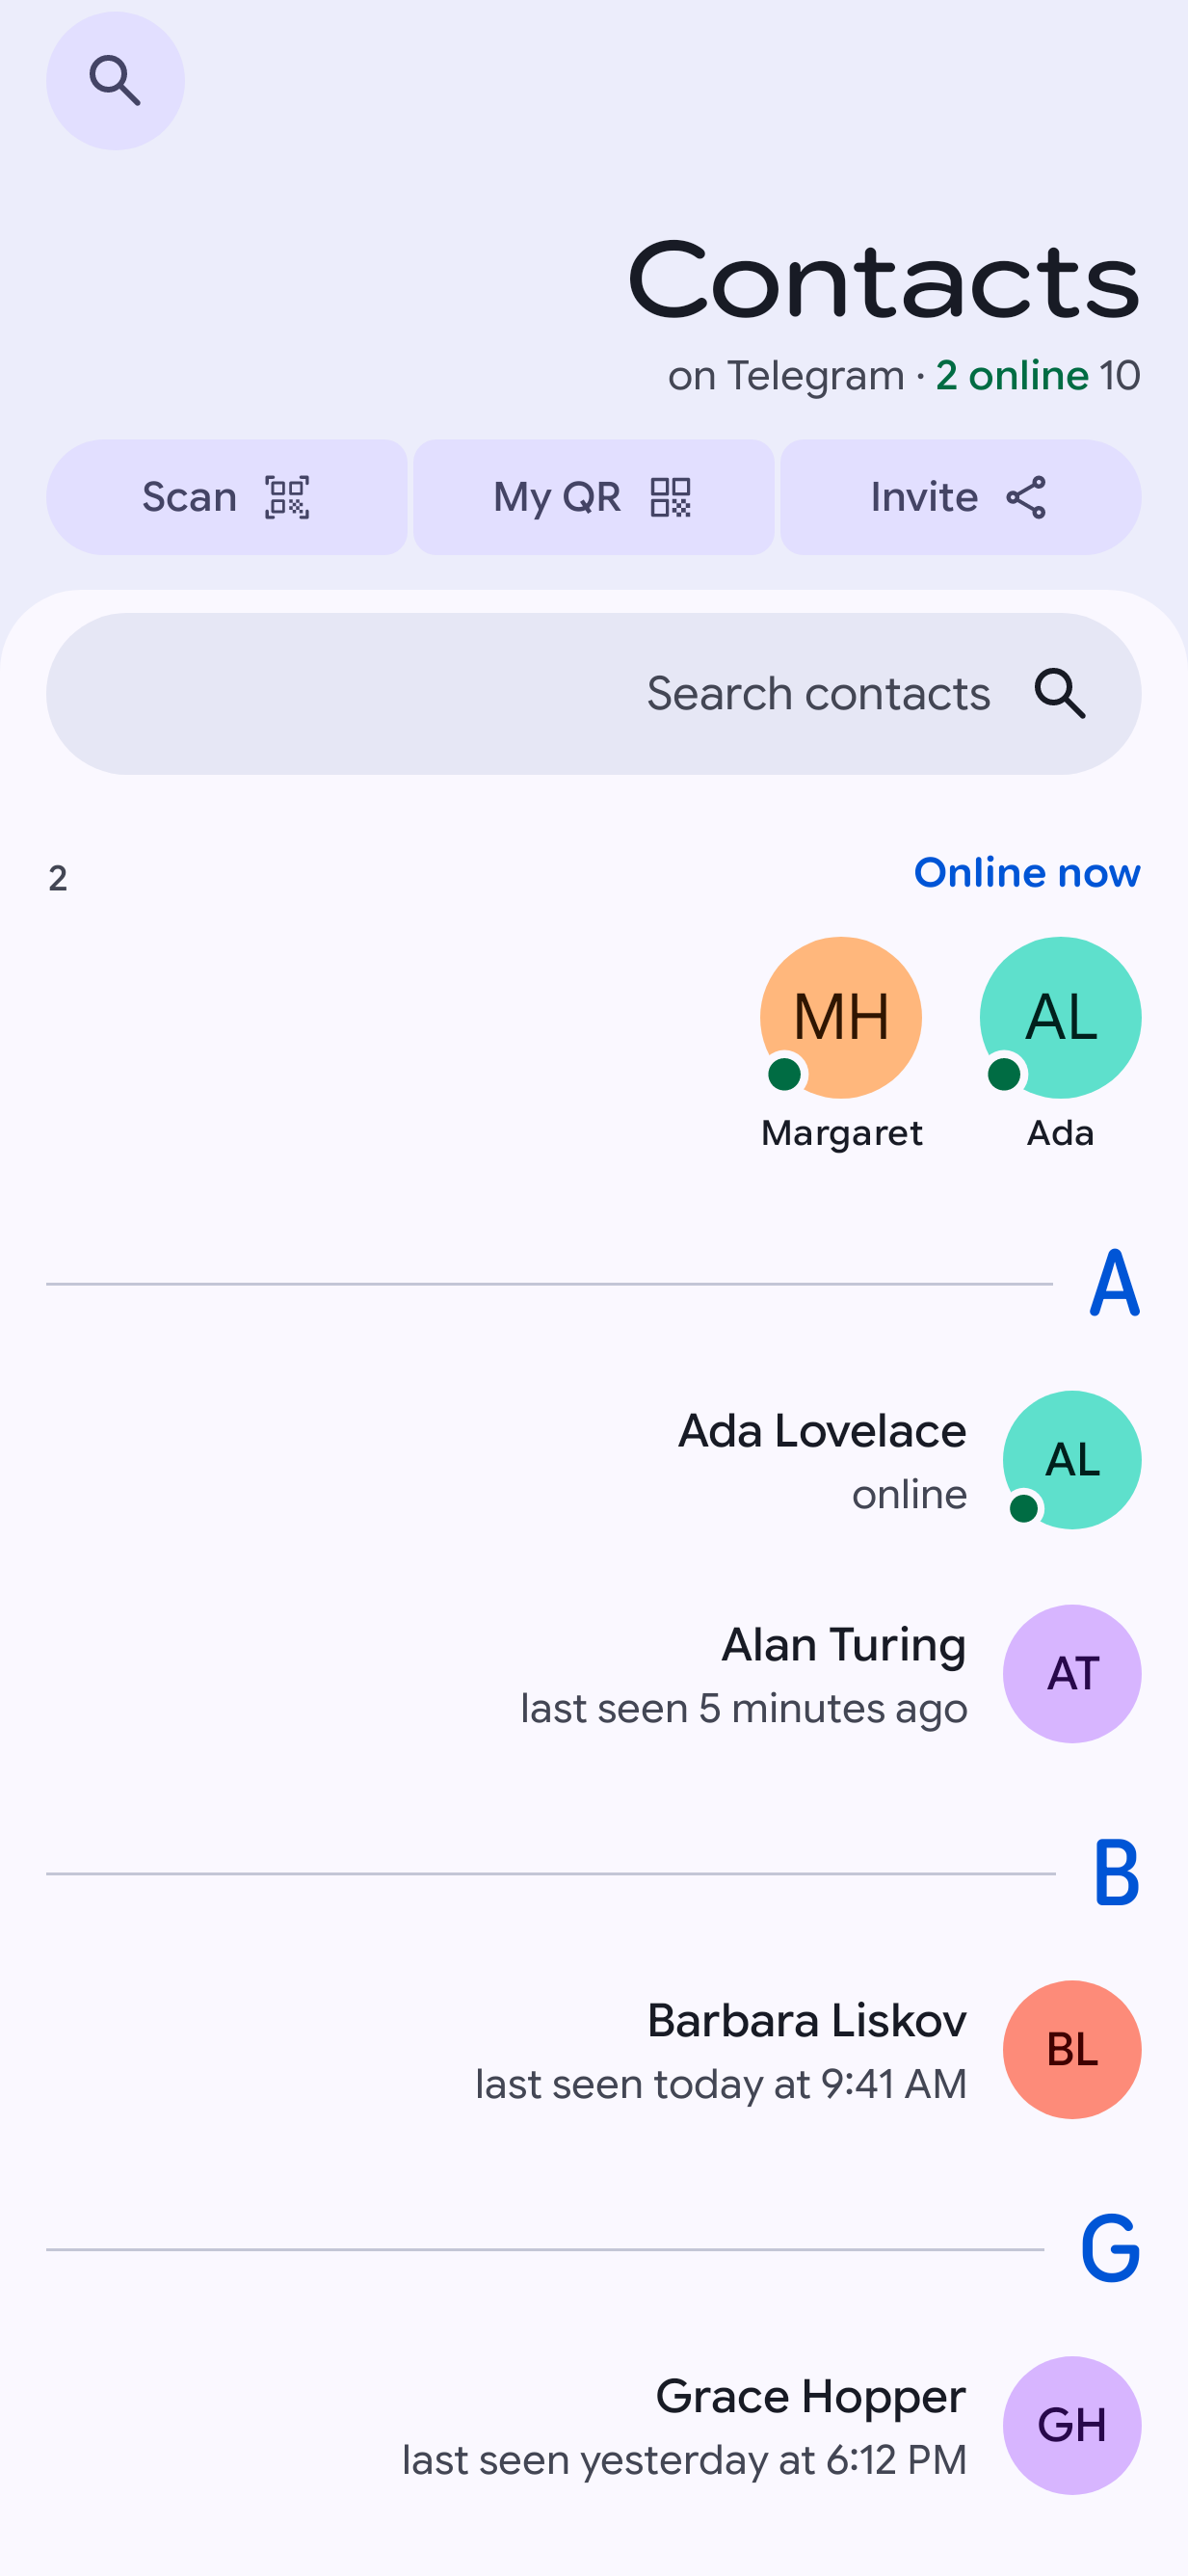 Contacts
on Telegram · 2 online 10
Scan
My QR
Invite
Search contacts
Online now
2
AL
MH
Ada
Margaret
A
Ada Lovelace
AL
online
Alan Turing
AT
last seen 5 minutes ago
B
Barbara Liskov
BL
last seen today at 9:41 AM
G
Grace Hopper
GH
last seen yesterday at 6:12 PM